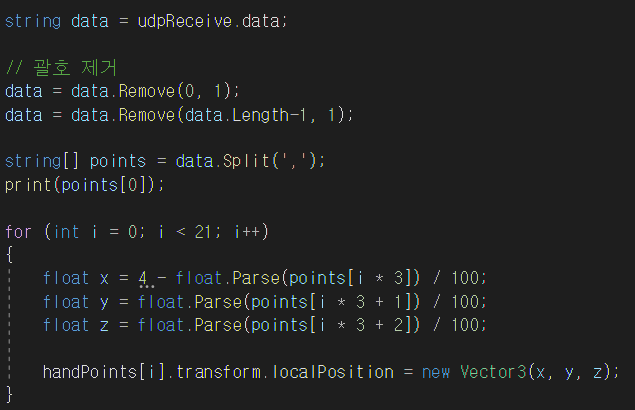 string data = udpReceive.data;
// 괄호 제거
data = data.Remove(0, 1);
data = data.Remove(data.Length-1, 1);
string[] points = data.Split(',');
print(points[0]);
for (int i = 0; i < 21; i++)
{
float x = 4 - float.Parse(points[i * 3]) / 100;
float y = float.Parse(points[i * 3 + 1]) / 100;
float z = float.Parse(points[i * 3 + 2]) / 100;
handPoints[i].transform.localPosition = new Vector3(x, y, z);
}